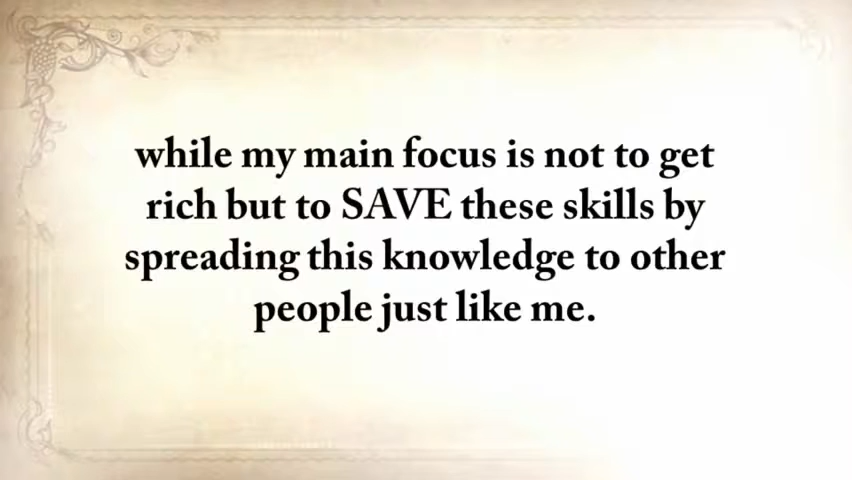 while my main focus is not to get
rich but to SAVE these skills by
spreading this knowledge to other
people just like me.